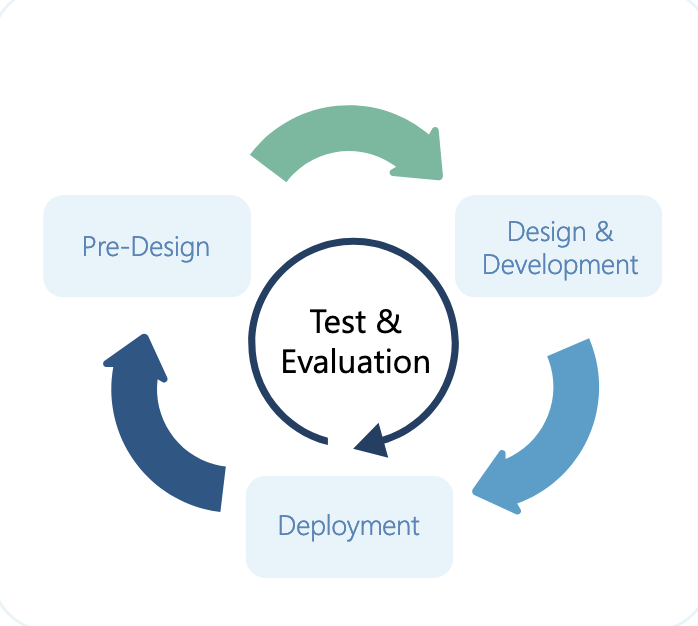 Pre-Design
Design &
Development
Test &
Evaluation
Deployment